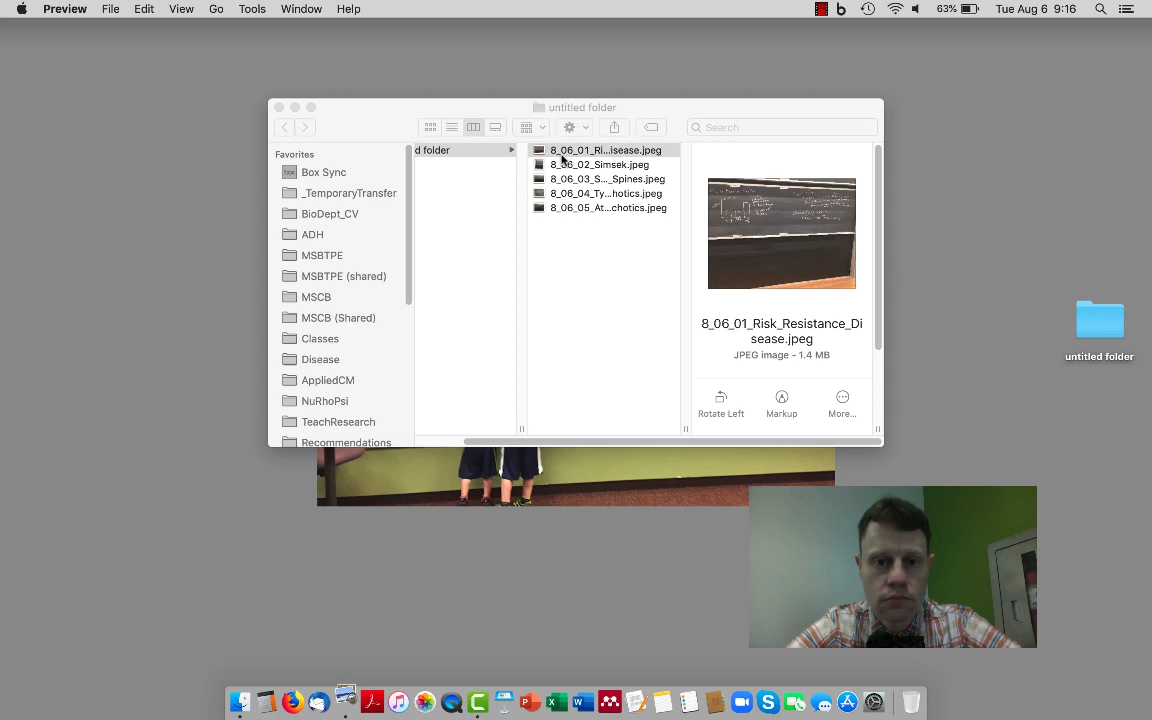 Preview File Edit View Go Tools Window Help
b 63% Tue Aug 6 9:16
untitled folder
Search
Favorites
Box Sync
_TemporaryTransfer
BioDept_CV
ADH
MSBTPE
MSBTPE (shared)
MSCB
MSCB (Shared)
Classes
Disease
AppliedCM
NuRhoPsi
TeachResearch
Recommendations
d folder
8_06_01_Ri...isease.jpeg
8_06_02_Simsek.jpeg
8_06_03_S..._Spines.jpeg
8_06_04_Ty...hotics.jpeg
8_06_05_At...chotics.jpeg
8_06_01_Risk_Resistance_Di
sease.jpeg
JPEG image - 1.4 MB
Rotate Left
Markup
More...
untitled folder